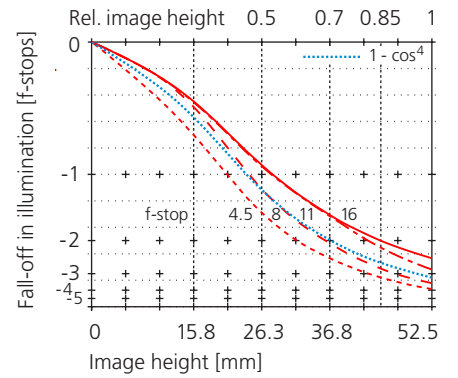 Rel. image height 0.5 0.7 0.85 1
1 - cos4
Fall-off in illumination [f-stops]
0
-1
-2
-3
-4
5
f-stop 4.5 8 11 16
0 15.8 26.3 36.8 52.5
Image height [mm]